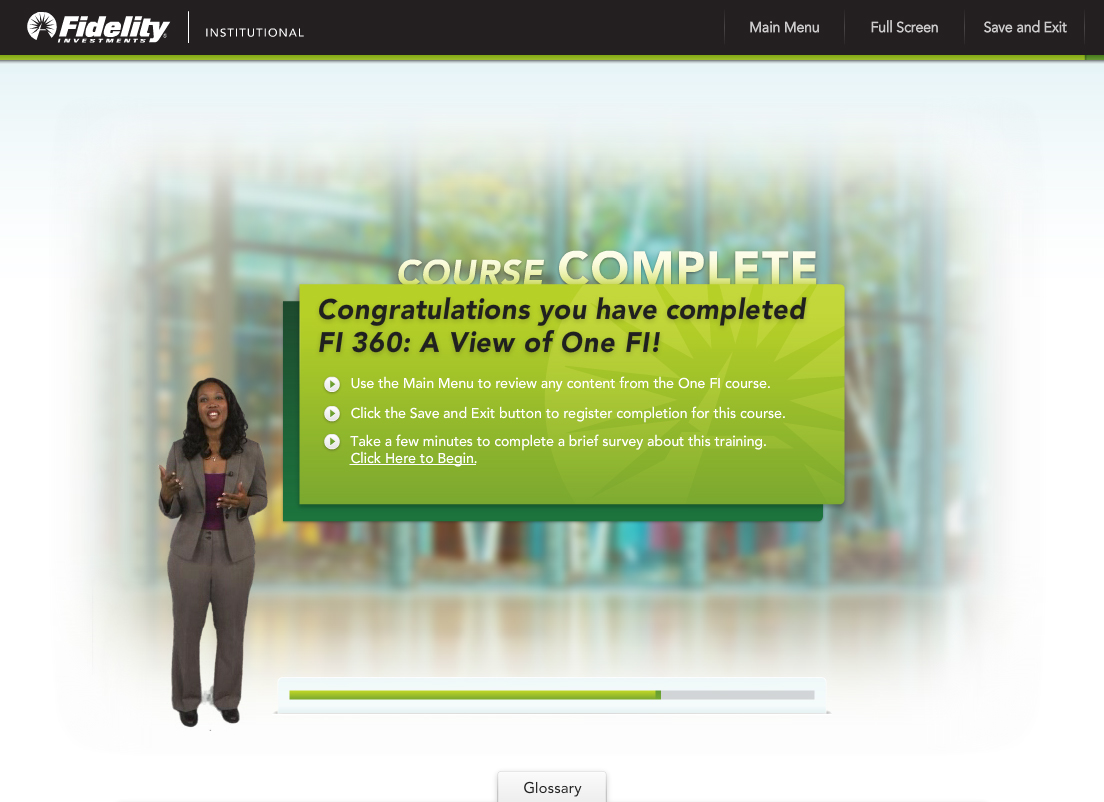 Fidelity
INVESTMENTS
INSTITUTIONAL
Main Menu
Full Screen
Save and Exit
COURSE COMPLETE
Congratulations you have completed
FI 360: A View of One FI!
Use the Main Menu to review any content from the One FI course.
Click the Save and Exit button to register completion for this course.
Take a few minutes to complete a brief survey about this training.
Click Here to Begin.
Glossary